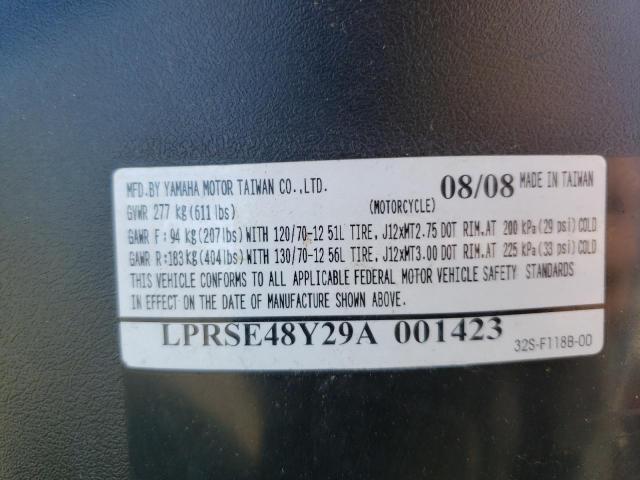 MFD.BY YAMAHA MOTOR TAIWAN CO.,LTD. 08/08 MADE IN TAIWAN
GVWR 277 kg(611 lbs) (MOTORCYCLE)
GAWR F: 94 kg(207lbs)WITH 120/70-12 51L TIRE, J12xMT2.75 DOT RIM.AT 200 kPa(29 psi)COLD
GAWR R:183kg(404lbs)WITH 130/70-12 56L TIRE, J12xMT3.00 DOT RIM.AT 225 kPa(33 psi)COLD
THIS VEHICLE CONFORMS TO ALL APPLICABLE FEDERAL MOTOR VEHICLE SAFETY STANDARDS
IN EFFECT ON THE DATE OF MANUFACTURE SHOWN ABOVE.
LPRSE48Y29A 001423
32S-F118B-00